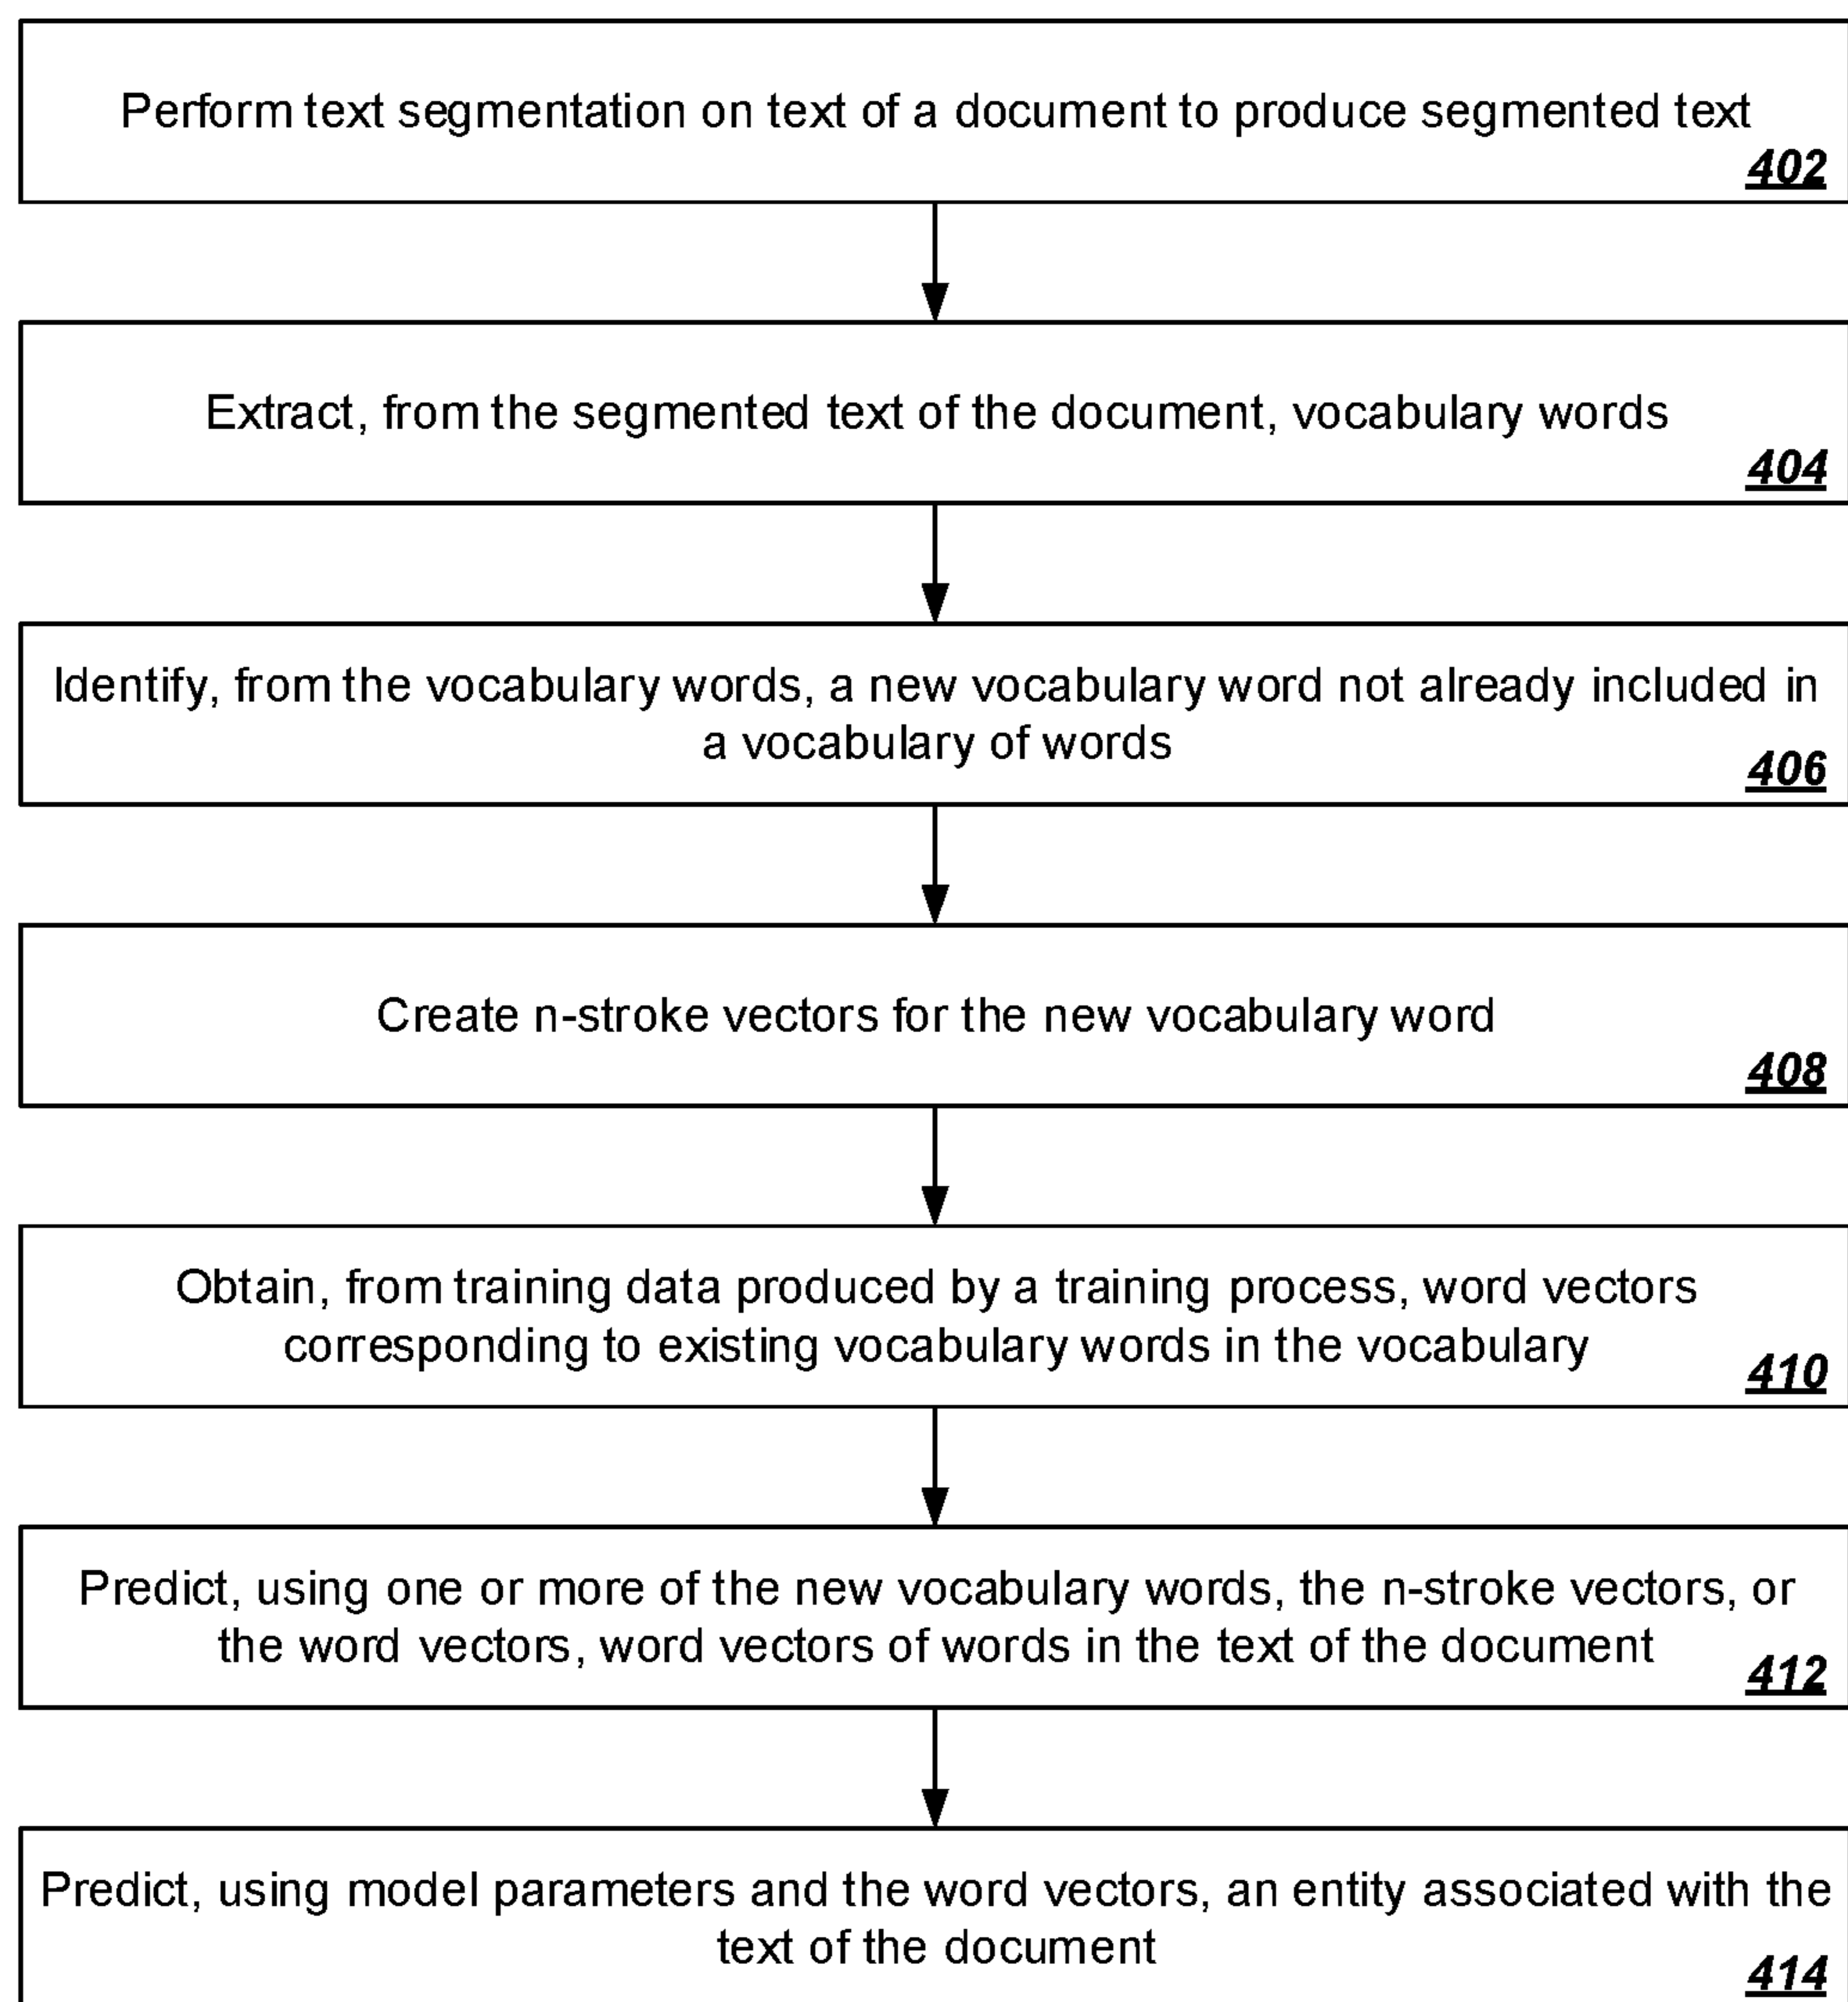 Perform text segmentation on text of a document to produce segmented text
402
Extract, from the segmented text of the document, vocabulary words
404
Identify, from the vocabulary words, a new vocabulary word not already included in
a vocabulary of words
406
Create n-stroke vectors for the new vocabulary word
408
Obtain, from training data produced by a training process, word vectors
corresponding to existing vocabulary words in the vocabulary
410
Predict, using one or more of the new vocabulary words, the n-stroke vectors, or
the word vectors, word vectors of words in the text of the document
412
Predict, using model parameters and the word vectors, an entity associated with the
text of the document
414